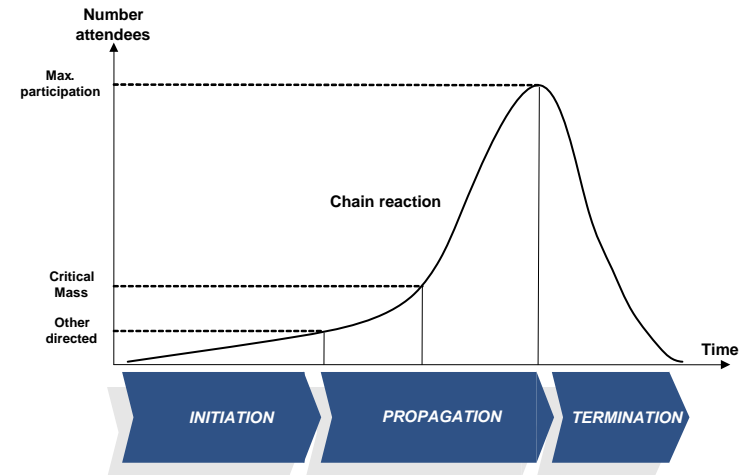 Number
attendees
Max.
participation
Chain reaction
Critical
Mass
Other
directed
Time
INITIATION
PROPAGATION
TERMINATION